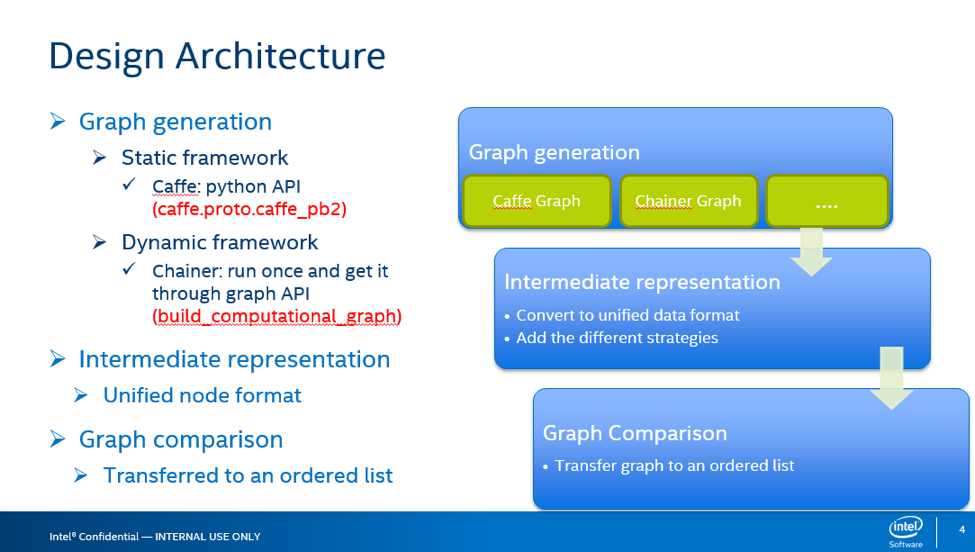 Design Architecture
Graph generation
Static framework
Caffe: python API
(caffe.proto.caffe_pb2)
Dynamic framework
Chainer: run once and get it
through graph API
(build_computational_graph)
Intermediate representation
Unified node format
Graph comparison
Transferred to an ordered list
Graph generation
Caffe Graph
Chainer Graph
....
Intermediate representation
• Convert to unified data format
• Add the different strategies
Graph Comparison
• Transfer graph to an ordered list
Intel® Confidential — INTERNAL USE ONLY
intel
Software
4